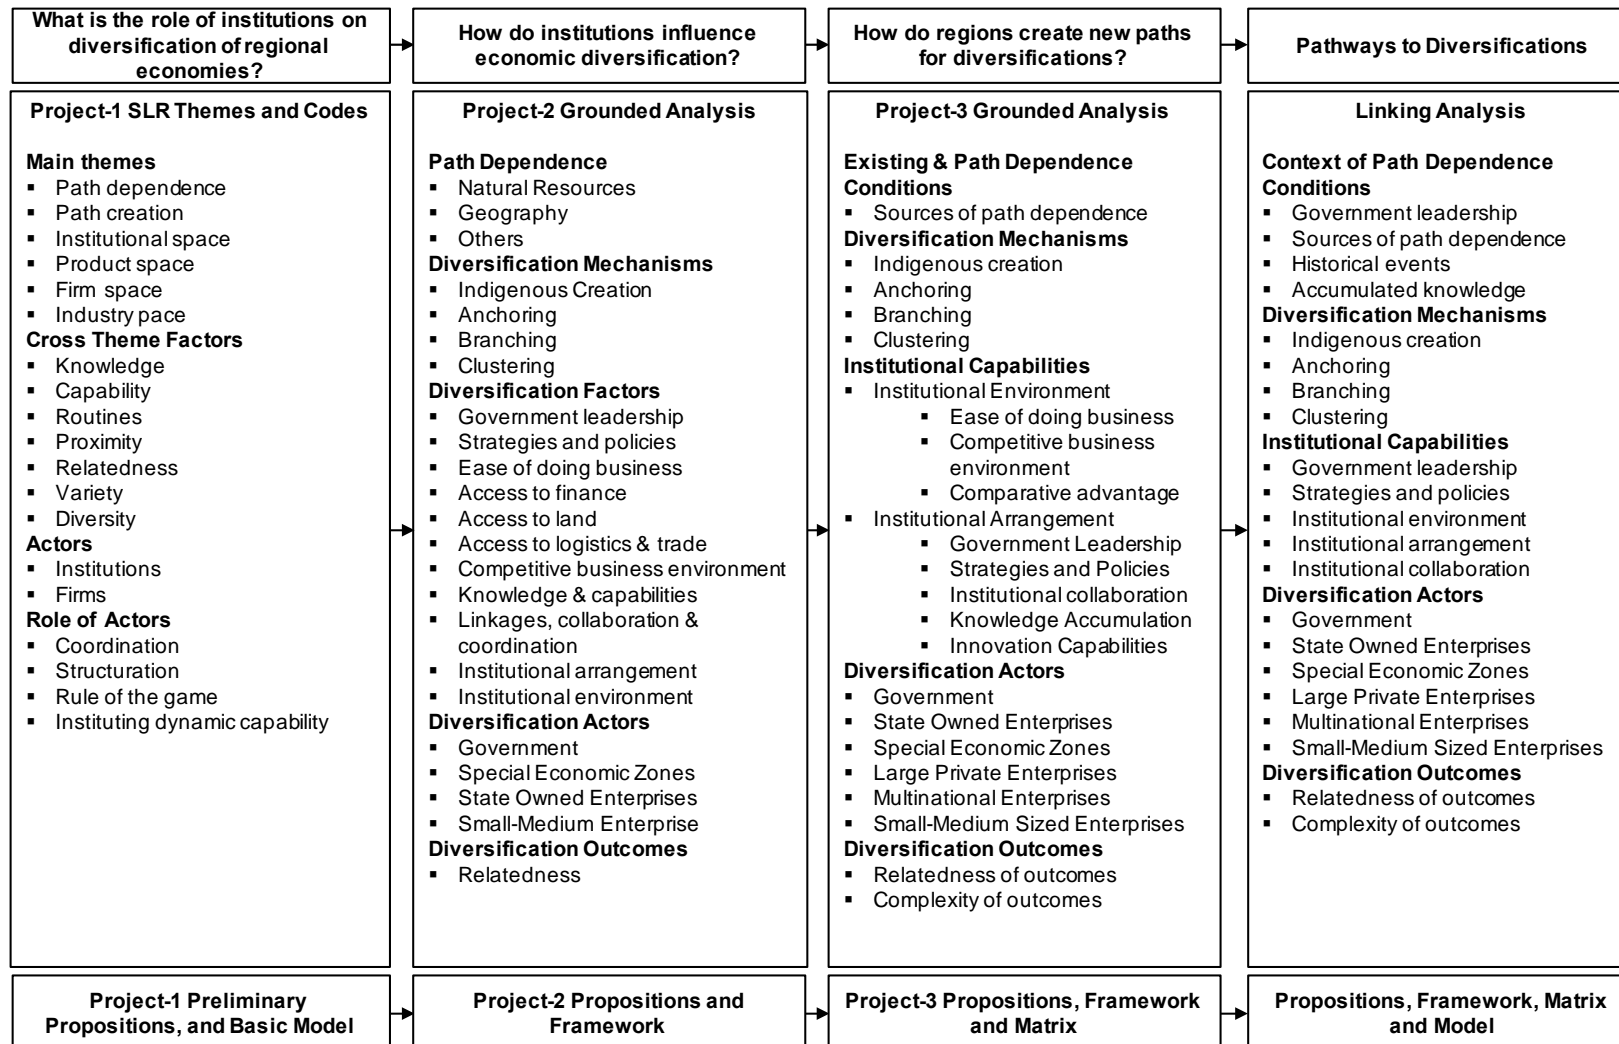 What is the role of institutions on
diversification of regional
economies?
How do institutions influence
economic diversification?
How do regions create new paths
for diversifications?
Pathways to Diversifications
Project-1 SLR Themes and Codes
Main themes
▪ Path dependence
▪ Path creation
▪ Institutional space
▪ Product space
▪ Firm space
▪ Industry pace
Cross Theme Factors
▪ Knowledge
▪ Capability
▪ Routines
▪ Proximity
▪ Relatedness
▪ Variety
▪ Diversity
Actors
▪ Institutions
▪ Firms
Role of Actors
▪ Coordination
▪ Structuration
▪ Rule of the game
▪ Instituting dynamic capability
Project-2 Grounded Analysis
Path Dependence
▪ Natural Resources
▪ Geography
▪ Others
Diversification Mechanisms
▪ Indigenous Creation
▪ Anchoring
▪ Branching
▪ Clustering
Diversification Factors
▪ Government leadership
▪ Strategies and policies
▪ Ease of doing business
▪ Access to finance
▪ Access to land
▪ Access to logistics & trade
▪ Competitive business environment
▪ Knowledge & capabilities
▪ Linkages, collaboration &
coordination
▪ Institutional arrangement
▪ Institutional environment
Diversification Actors
▪ Government
▪ Special Economic Zones
▪ State Owned Enterprises
▪ Small-Medium Enterprise
Diversification Outcomes
▪ Relatedness
Project-3 Grounded Analysis
Existing & Path Dependence
Conditions
▪ Sources of path dependence
Diversification Mechanisms
▪ Indigenous creation
▪ Anchoring
▪ Branching
▪ Clustering
Institutional Capabilities
▪ Institutional Environment
▪ Ease of doing business
▪ Competitive business
environment
▪ Comparative advantage
▪ Institutional Arrangement
▪ Government Leadership
▪ Strategies and Policies
▪ Institutional collaboration
▪ Knowledge Accumulation
▪ Innovation Capabilities
Diversification Actors
▪ Government
▪ State Owned Enterprises
▪ Special Economic Zones
▪ Large Private Enterprises
▪ Multinational Enterprises
▪ Small-Medium Sized Enterprises
Diversification Outcomes
▪ Relatedness of outcomes
▪ Complexity of outcomes
Linking Analysis
Context of Path Dependence
Conditions
▪ Government leadership
▪ Sources of path dependence
▪ Historical events
▪ Accumulated knowledge
Diversification Mechanisms
▪ Indigenous creation
▪ Anchoring
▪ Branching
▪ Clustering
Institutional Capabilities
▪ Government leadership
▪ Strategies and policies
▪ Institutional environment
▪ Institutional arrangement
▪ Institutional collaboration
Diversification Actors
▪ Government
▪ State Owned Enterprises
▪ Special Economic Zones
▪ Large Private Enterprises
▪ Multinational Enterprises
▪ Small-Medium Sized Enterprises
Diversification Outcomes
▪ Relatedness of outcomes
▪ Complexity of outcomes
Project-1 Preliminary
Propositions, and Basic Model
Project-2 Propositions and
Framework
Project-3 Propositions, Framework
and Matrix
Propositions, Framework, Matrix
and Model